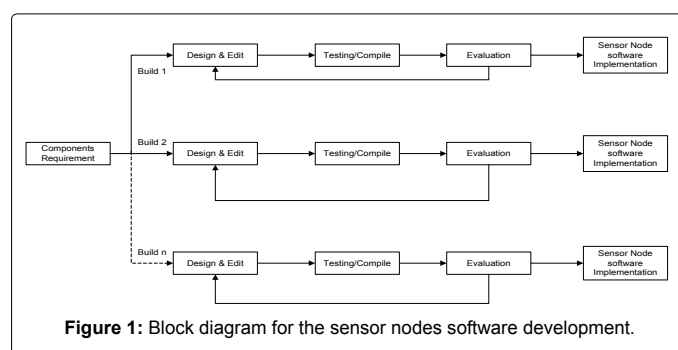 Design & Edit
Testing/Compile
Evaluation
Sensor Node
software
Implementation
Build 1
Components
Requirement
Build 2
Design & Edit
Testing/Compile
Evaluation
Sensor Node
software
Implementation
Build n
Design & Edit
Testing/Compile
Evaluation
Sensor Node
software
Implementation
Figure 1: Block diagram for the sensor nodes software development.